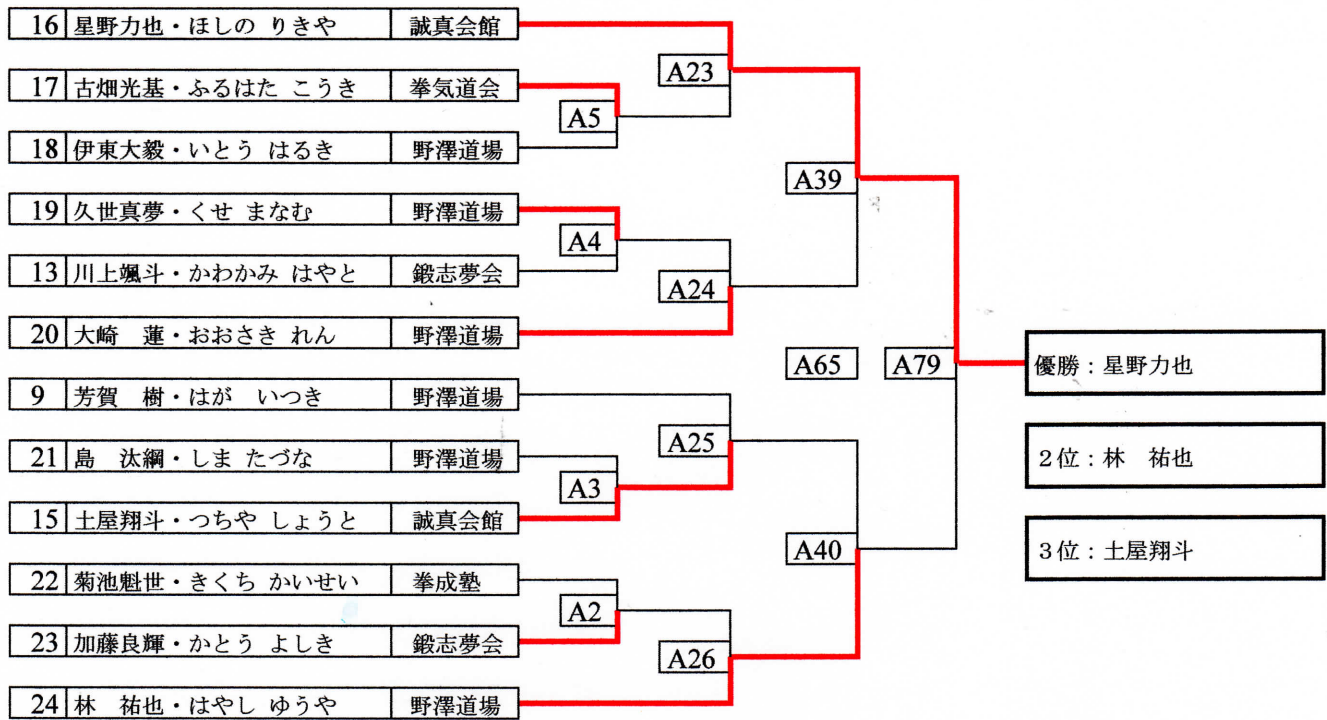 16 星野力也・ほしの りきや 誠真会館
17 古畑光基・ふるはた こうき 拳気道会
18 伊東大毅・いとう はるき 野澤道場
19 久世真夢・くせ まなむ 野澤道場
13 川上颯斗・かわかみ はやと 鍛志夢会
20 大崎　蓮・おおさき れん 野澤道場
9 芳賀　樹・はが　いつき 野澤道場
21 島　汰綱・しま たづな 野澤道場
15 土屋翔斗・つちや しょうと 誠真会館
22 菊池魁世・きくち かいせい 拳成塾
23 加藤良輝・かとう よしき 鍛志夢会
24 林　祐也・はやし ゆうや 野澤道場
A5
A4
A3
A2
A23
A24
A25
A26
A39
A65
A40
A79
優勝：星野力也
2位：林　祐也
3位：土屋翔斗